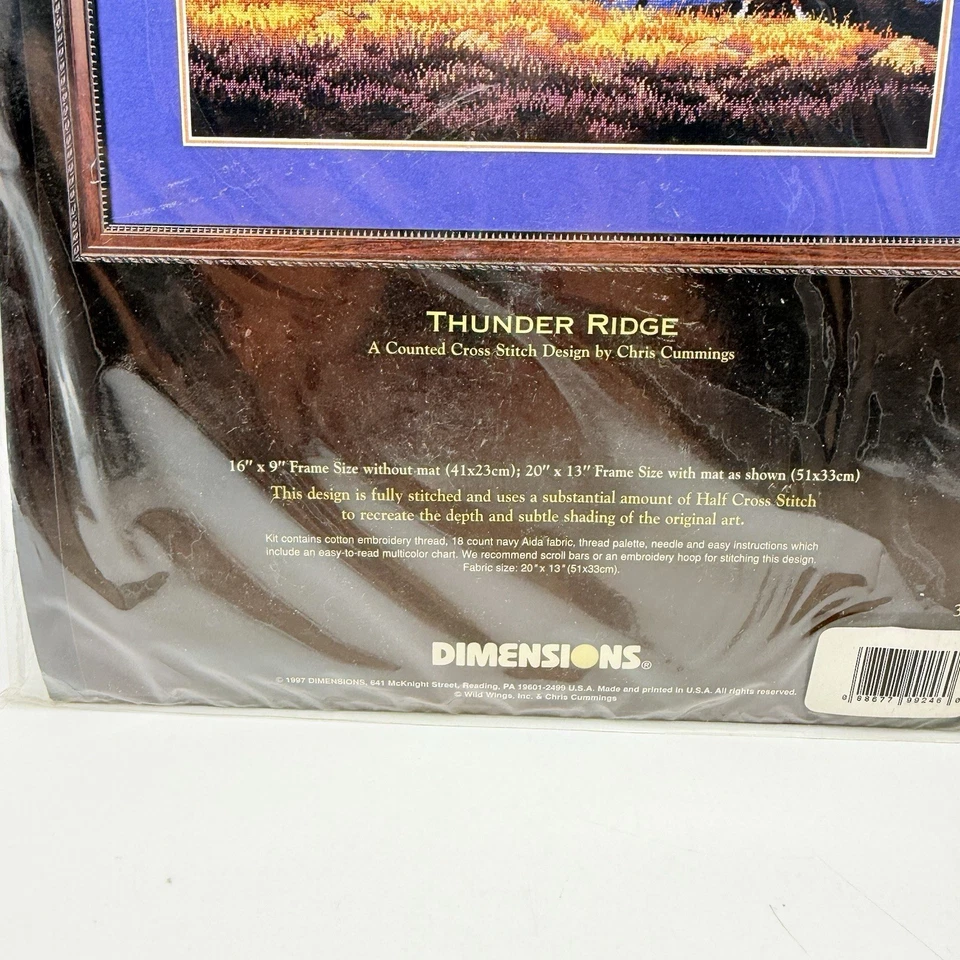 THUNDER RIDGE
A Counted Cross Stitch Design by Chris Cummings
16" x 9" Frame Size without mat (41x23cm); 20" x 13" Frame Size with mat as shown (51x33cm)
This design is fully stitched and uses a substantial amount of Half Cross Stitch
to recreate the depth and subtle shading of the original art.
Kit contains cotton embroidery thread, 18 count navy Aida fabric, thread palette, needle and easy instructions which
include an easy-to-read multicolor chart. We recommend scroll bars or an embroidery hoop for stitching this design.
Fabric size: 20" x 13" (51x33cm).
3
DIMENSIONS®
© 1997 DIMENSIONS, 641 McKnight Street, Reading, PA 19601-2499 U.S.A. Made and printed in U.S.A. All rights reserved.
© Wild Wings, Inc. & Chris Cummings
0 88677 99246 0